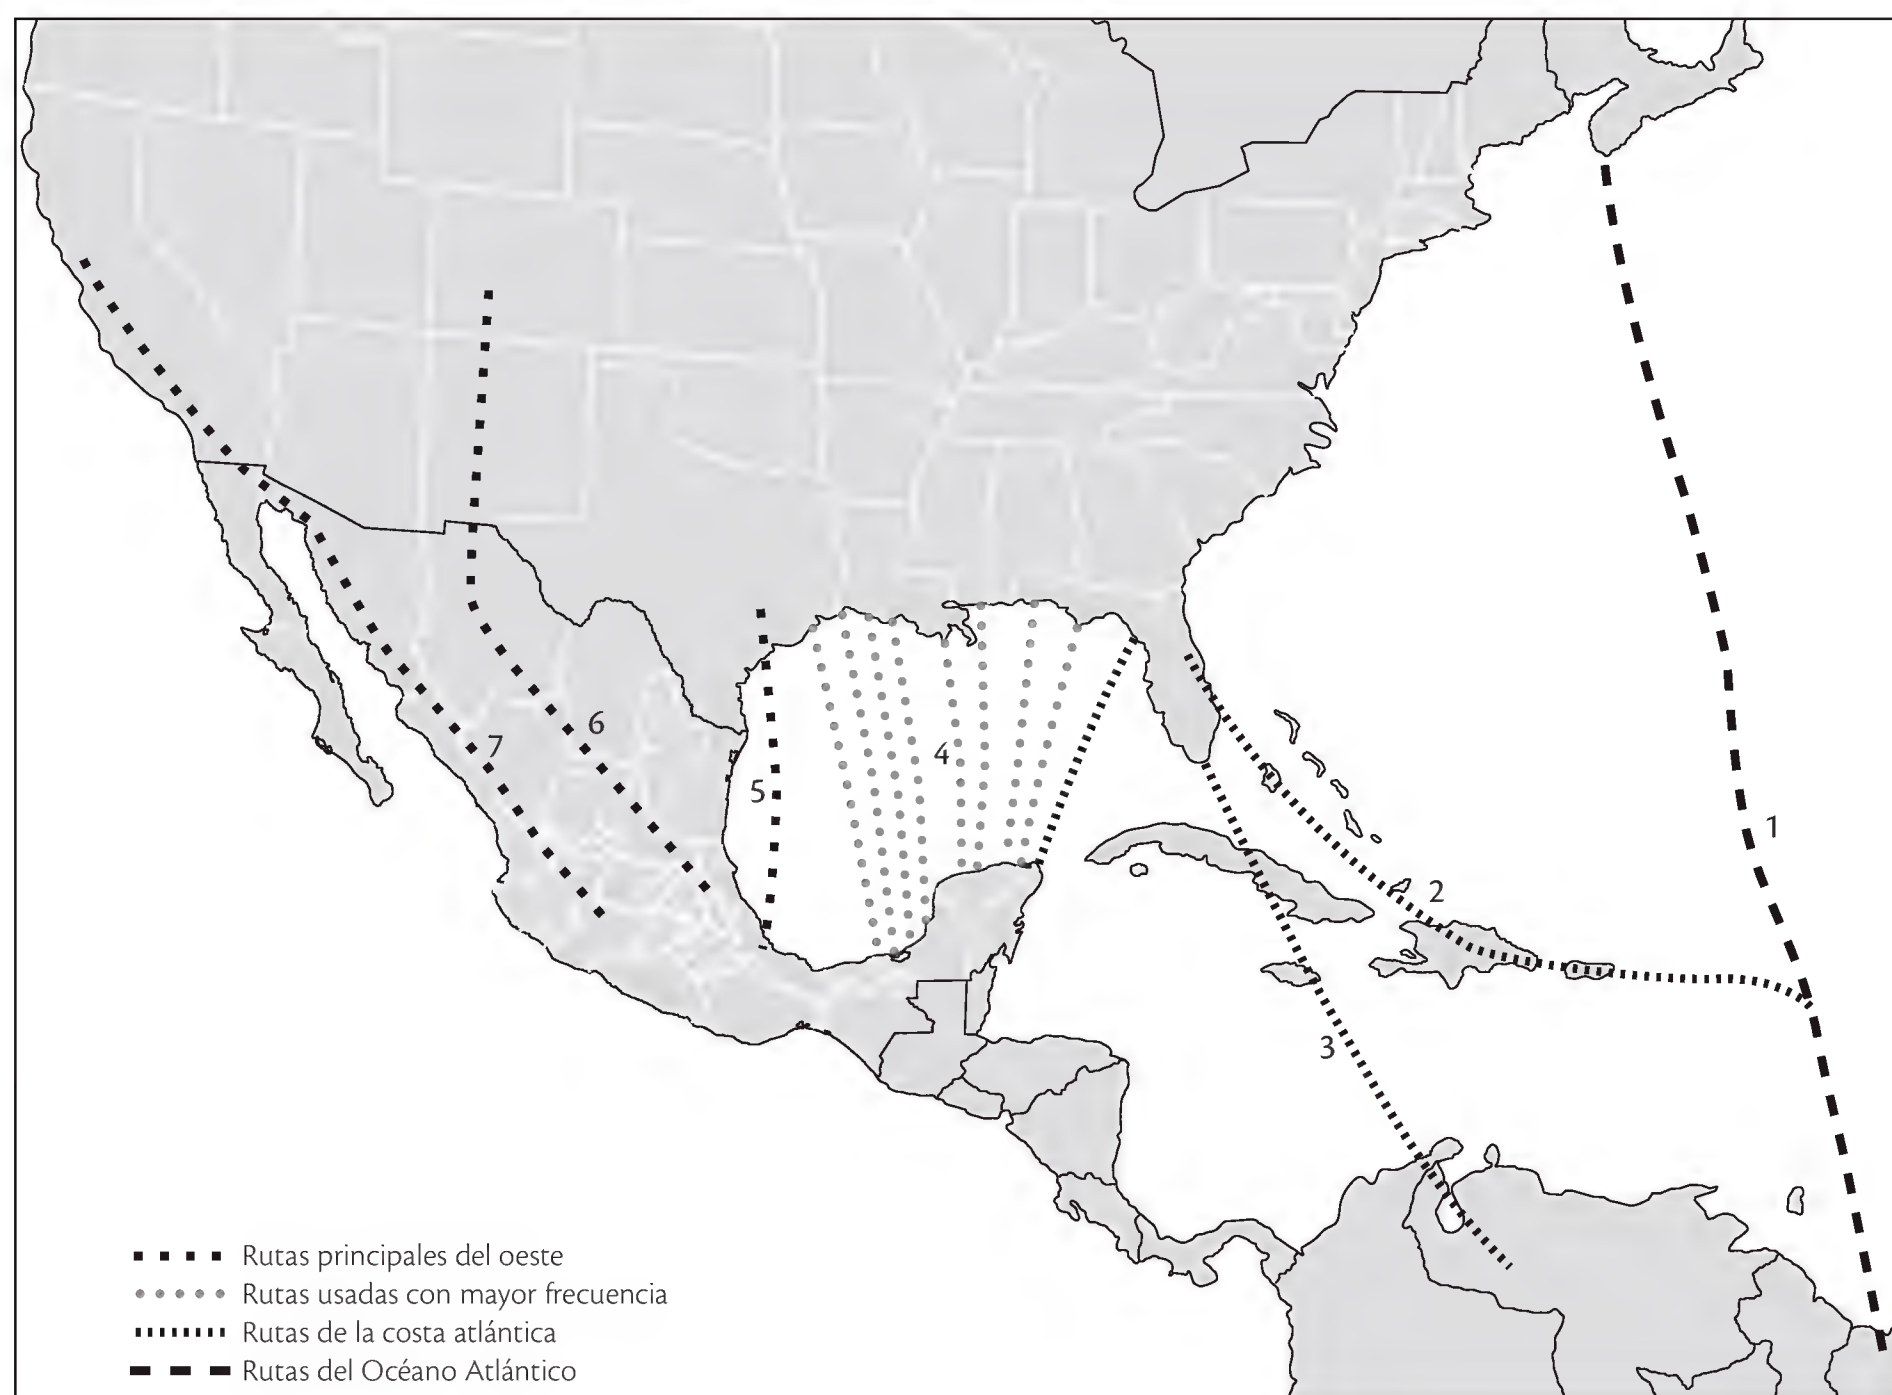 1
2
3
4
5
6
7
Rutas principales del oeste
Rutas usadas con mayor frecuencia
Rutas de la costa atlántica
Rutas del Océano Atlántico